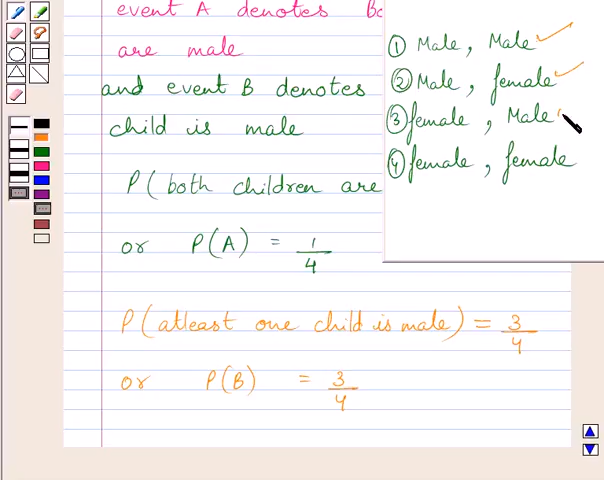 event A denotes
are male
and event B denotes
child is male
P ( both children are
or P(A) = 1/4
P ( atleast one child is male ) = 3/4
or P(B) = 3/4
① Male , Male
② Male , female
③ female , Male
④ female , female